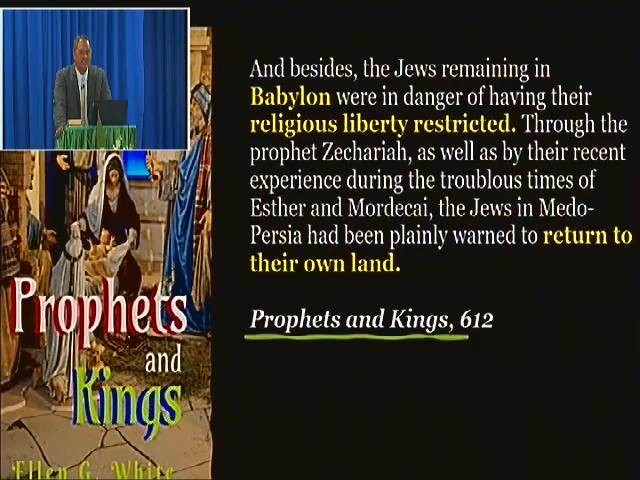 And besides, the Jews remaining in
Babylon were in danger of having their
religious liberty restricted. Through the
prophet Zechariah, as well as by their recent
experience during the troublous times of
Esther and Mordecai, the Jews in Medo-
Persia had been plainly warned to return to
their own land.
Prophets and Kings, 612
Prophets
and
Kings
Ellen G. White